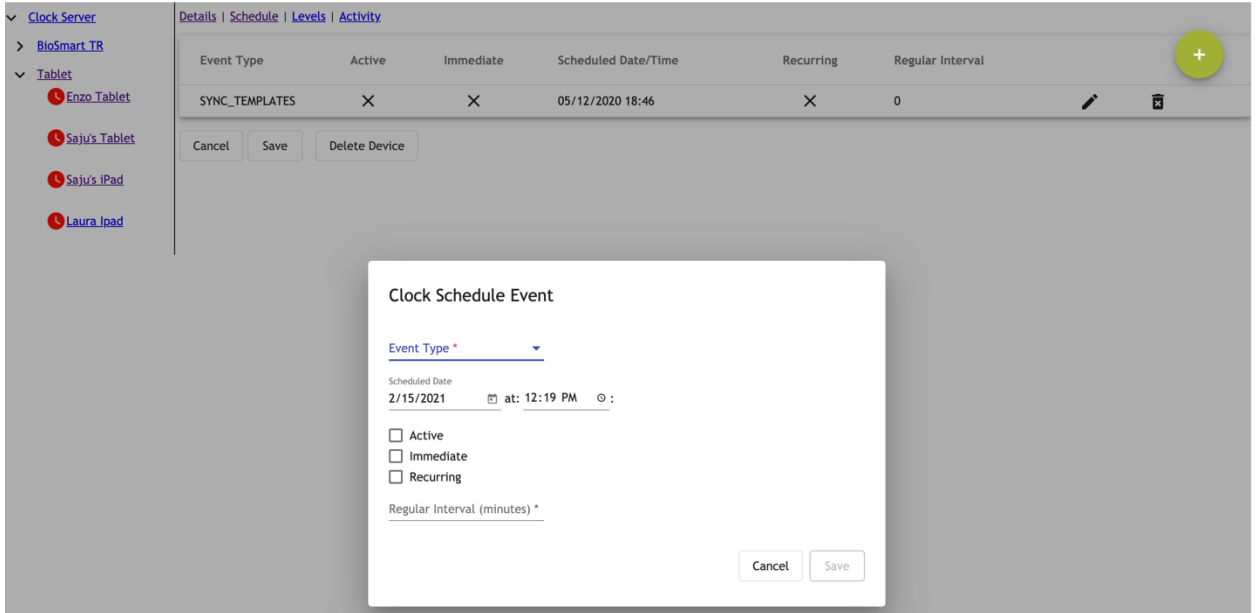 Clock Server
BioSmart TR
Tablet
Enzo Tablet
Saju's Tablet
Saju's iPad
Laura Ipad
Details | Schedule | Levels | Activity
Event Type Active Immediate Scheduled Date/Time Recurring Regular Interval
SYNC_TEMPLATES 05/12/2020 18:46 0
Cancel Save Delete Device
Clock Schedule Event
Event Type *
Scheduled Date
2/15/2021 at: 12:19 PM :
Active
Immediate
Recurring
Regular Interval (minutes) *
Cancel Save